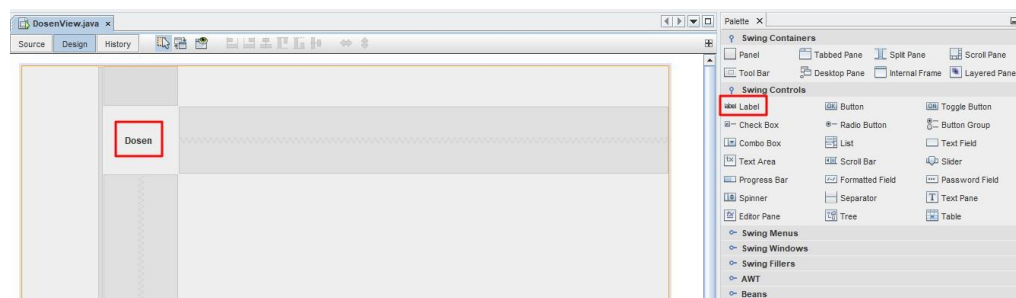 DosenView.java
Source Design History
Dosen
Palette
Swing Containers
Panel Tabbed Pane Split Pane Scroll Pane
Tool Bar Desktop Pane Internal Frame Layered Pane
Swing Controls
label Label OK Button ON Toggle Button
Check Box Radio Button Button Group
Combo Box List Text Field
Text Area Scroll Bar Slider
Progress Bar Formatted Field Password Field
Spinner Separator Text Pane
Editor Pane Tree Table
Swing Menus
Swing Windows
Swing Fillers
AWT
Beans